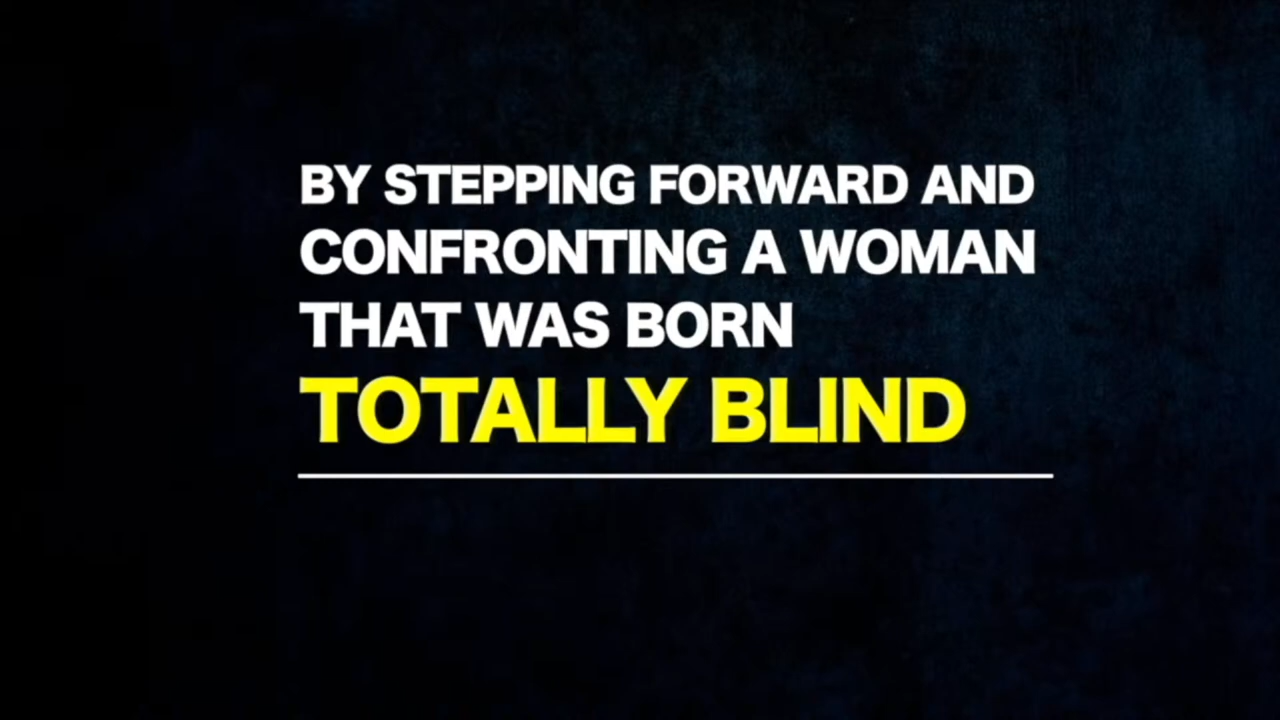 BY STEPPING FORWARD AND
CONFRONTING A WOMAN
THAT WAS BORN
TOTALLY BLIND